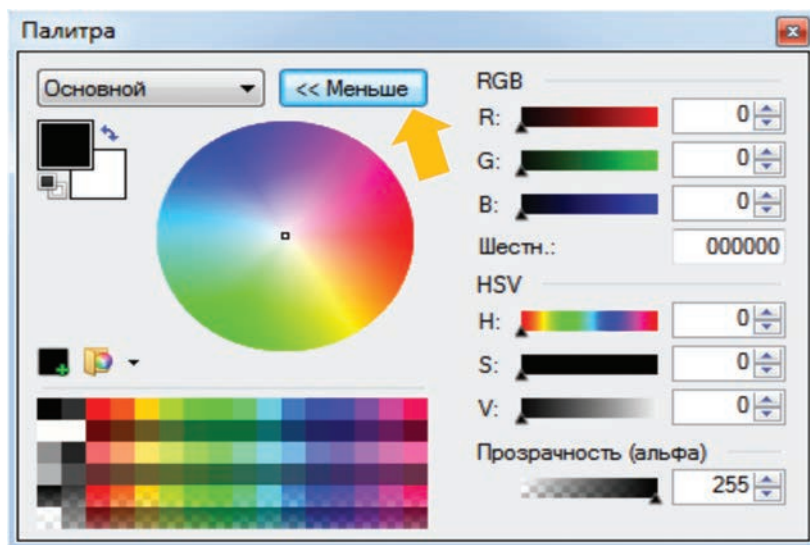 Палитра
Основной
<< Меньше
RGB
R: 0
G: 0
B: 0
Шестн.: 000000
HSV
H: 0
S: 0
V: 0
Прозрачность (альфа)
255